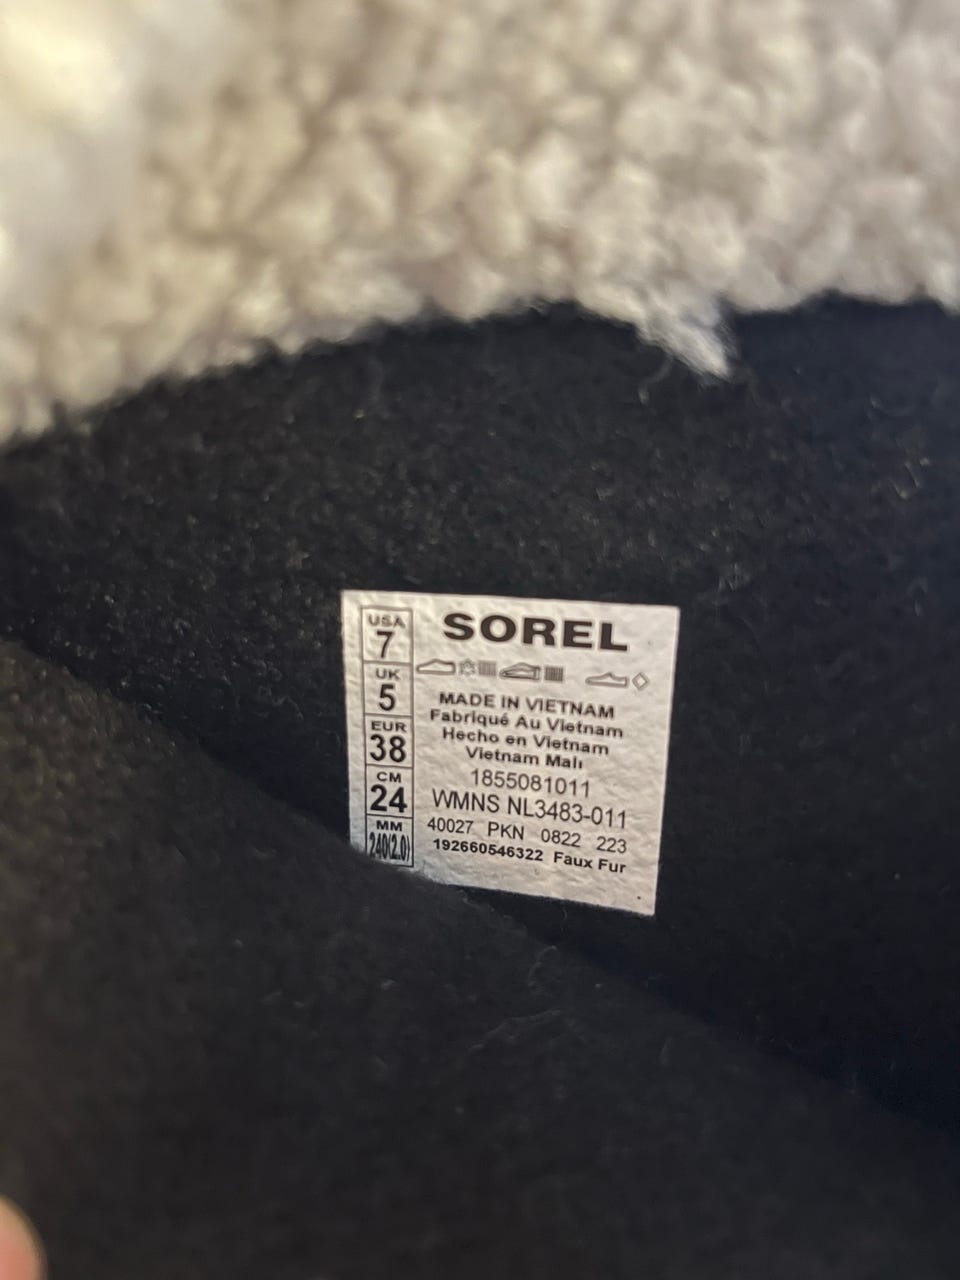 USA
7
UK
5
EUR
38
CM
24
MM
240(2.0)
SOREL
MADE IN VIETNAM
Fabriqué Au Vietnam
Hecho en Vietnam
Vietnam Malı
1855081011
WMNS NL3483-011
40027 PKN 0822 223
192660546322 Faux Fur